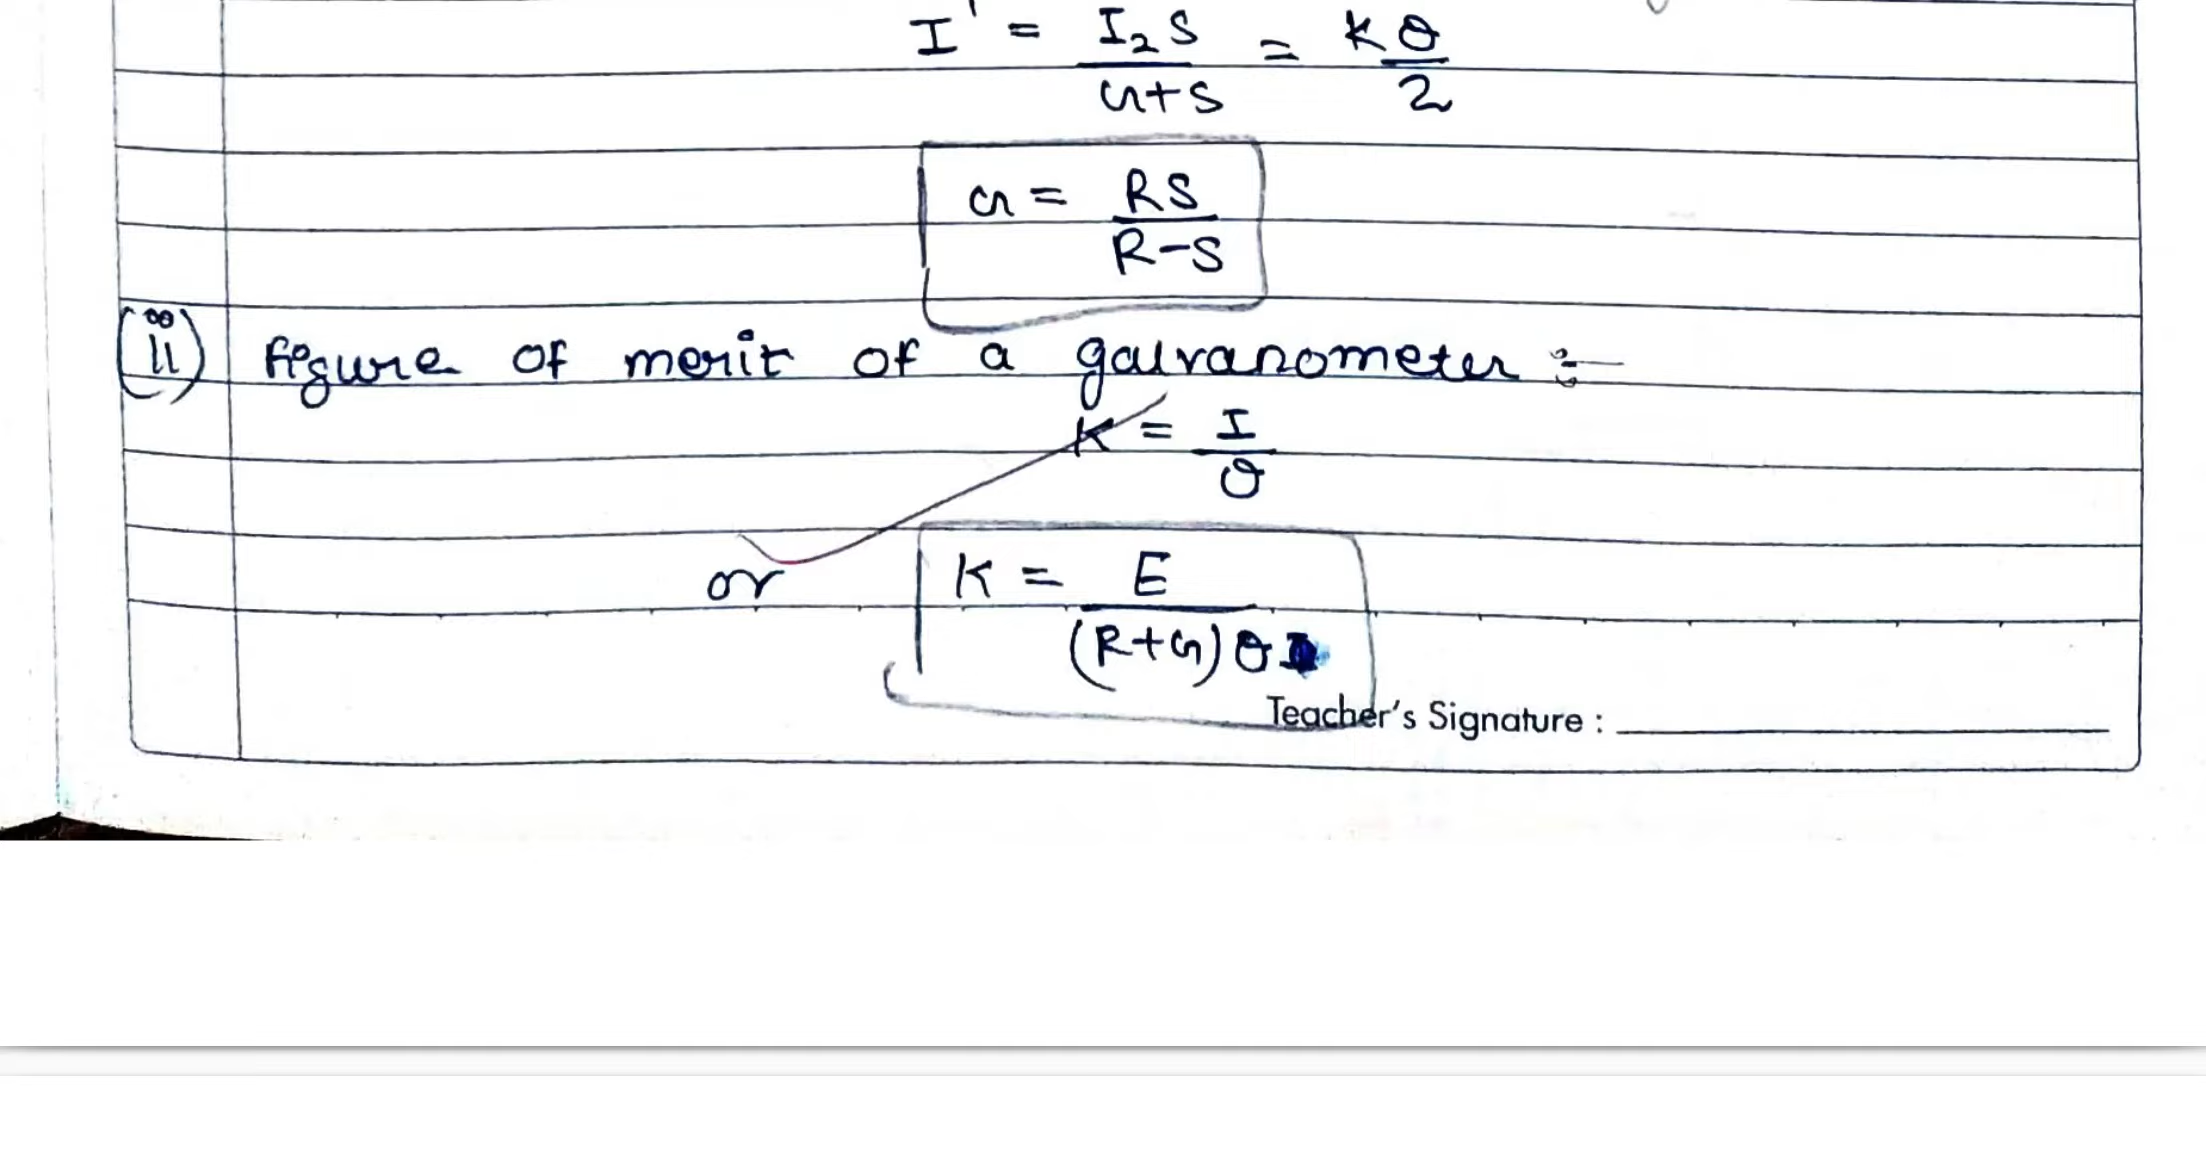 I' = I₂S / G+S = kθ / 2
G = RS / R-S
(ii) figure of merit of a galvanometer :-
K = I / θ
or K = E / (R+G) θ
Teacher's Signature :